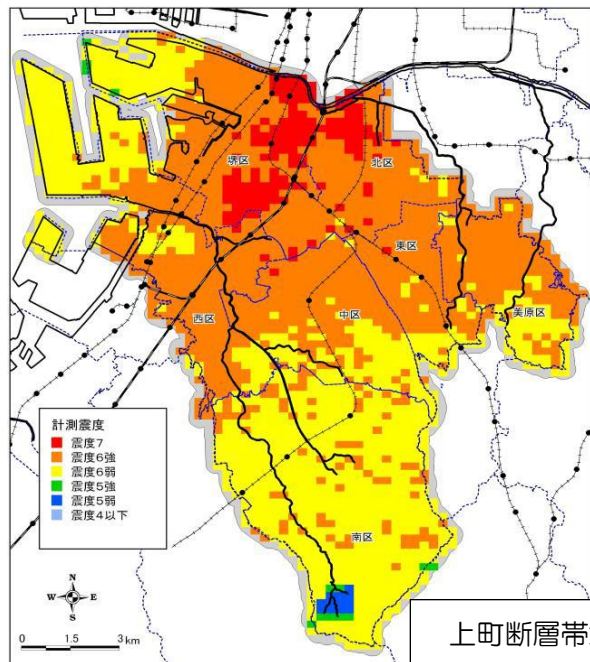 堺区
北区
東区
西区
中区
美原区
南区
計測震度
震度7
震度6強
震度6弱
震度5強
震度5弱
震度4以下
N
W E
S
0 1.5 3 km
上町断層帯